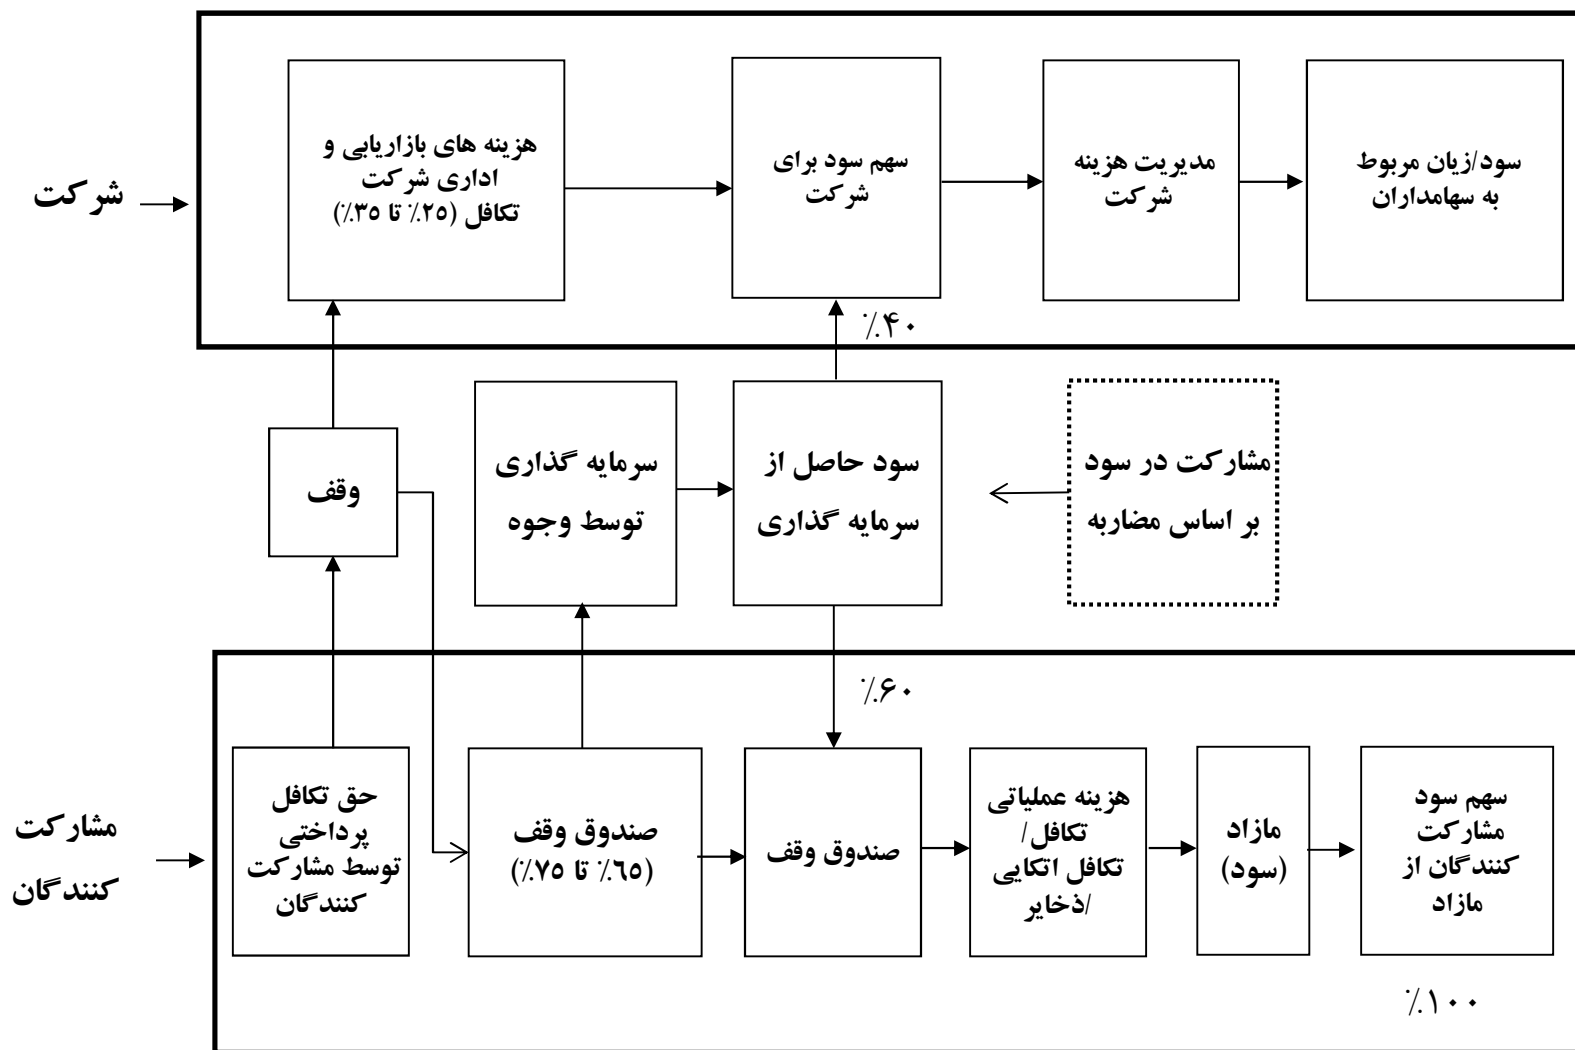 شرکت
هزینه های بازاریابی و
اداری شرکت
تکافل (۲۵٪ تا ۳۵٪)
سهم سود برای
شرکت
مدیریت هزینه
شرکت
سود/زیان مربوط
به سهامداران
٪۴۰
وقف
سرمایه گذاری
توسط وجوه
سود حاصل از
سرمایه گذاری
مشارکت در سود
بر اساس مضاربه
٪۶۰
مشارکت
کنندگان
حق تکافل
پرداختی
توسط مشارکت
کنندگان
صندوق وقف
(۶۵٪ تا ۷۵٪)
صندوق وقف
هزینه عملیاتی
تکافل/
تکافل اتکایی
/ذخایر
مازاد
(سود)
سهم سود
مشارکت
کنندگان از
مازاد
٪۱۰۰